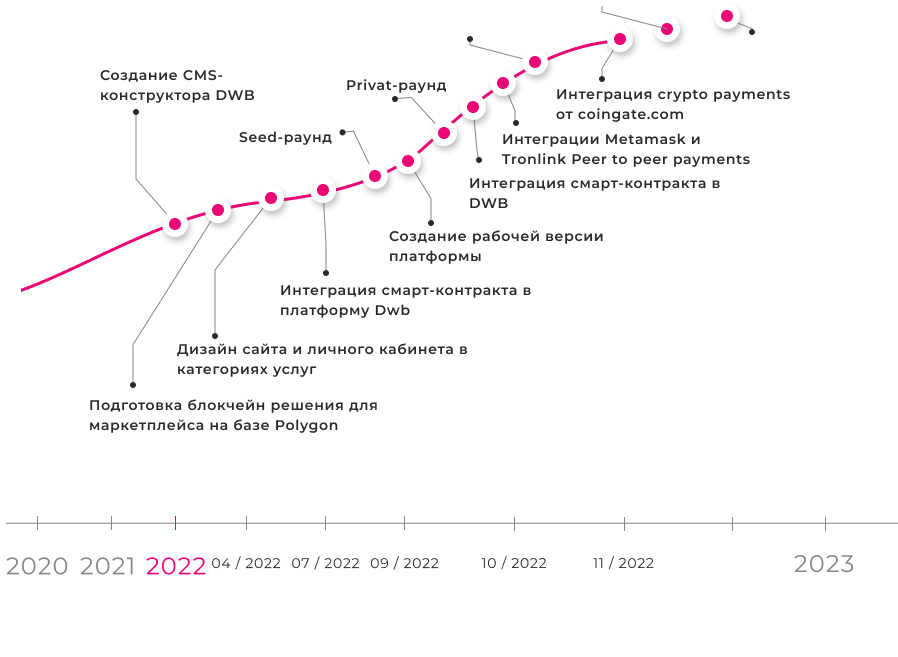 Создание CMS-
конструктора DWB
Privat-раунд
Seed-раунд
Интеграция crypto payments
от coingate.com
Интеграции Metamask и
Tronlink Peer to peer payments
Интеграция смарт-контракта в
DWB
Создание рабочей версии
платформы
Интеграция смарт-контракта в
платформу Dwb
Дизайн сайта и личного кабинета в
категориях услуг
Подготовка блокчейн решения для
маркетплейса на базе Polygon
2020 2021 2022 04 / 2022 07 / 2022 09 / 2022 10 / 2022 11 / 2022 2023